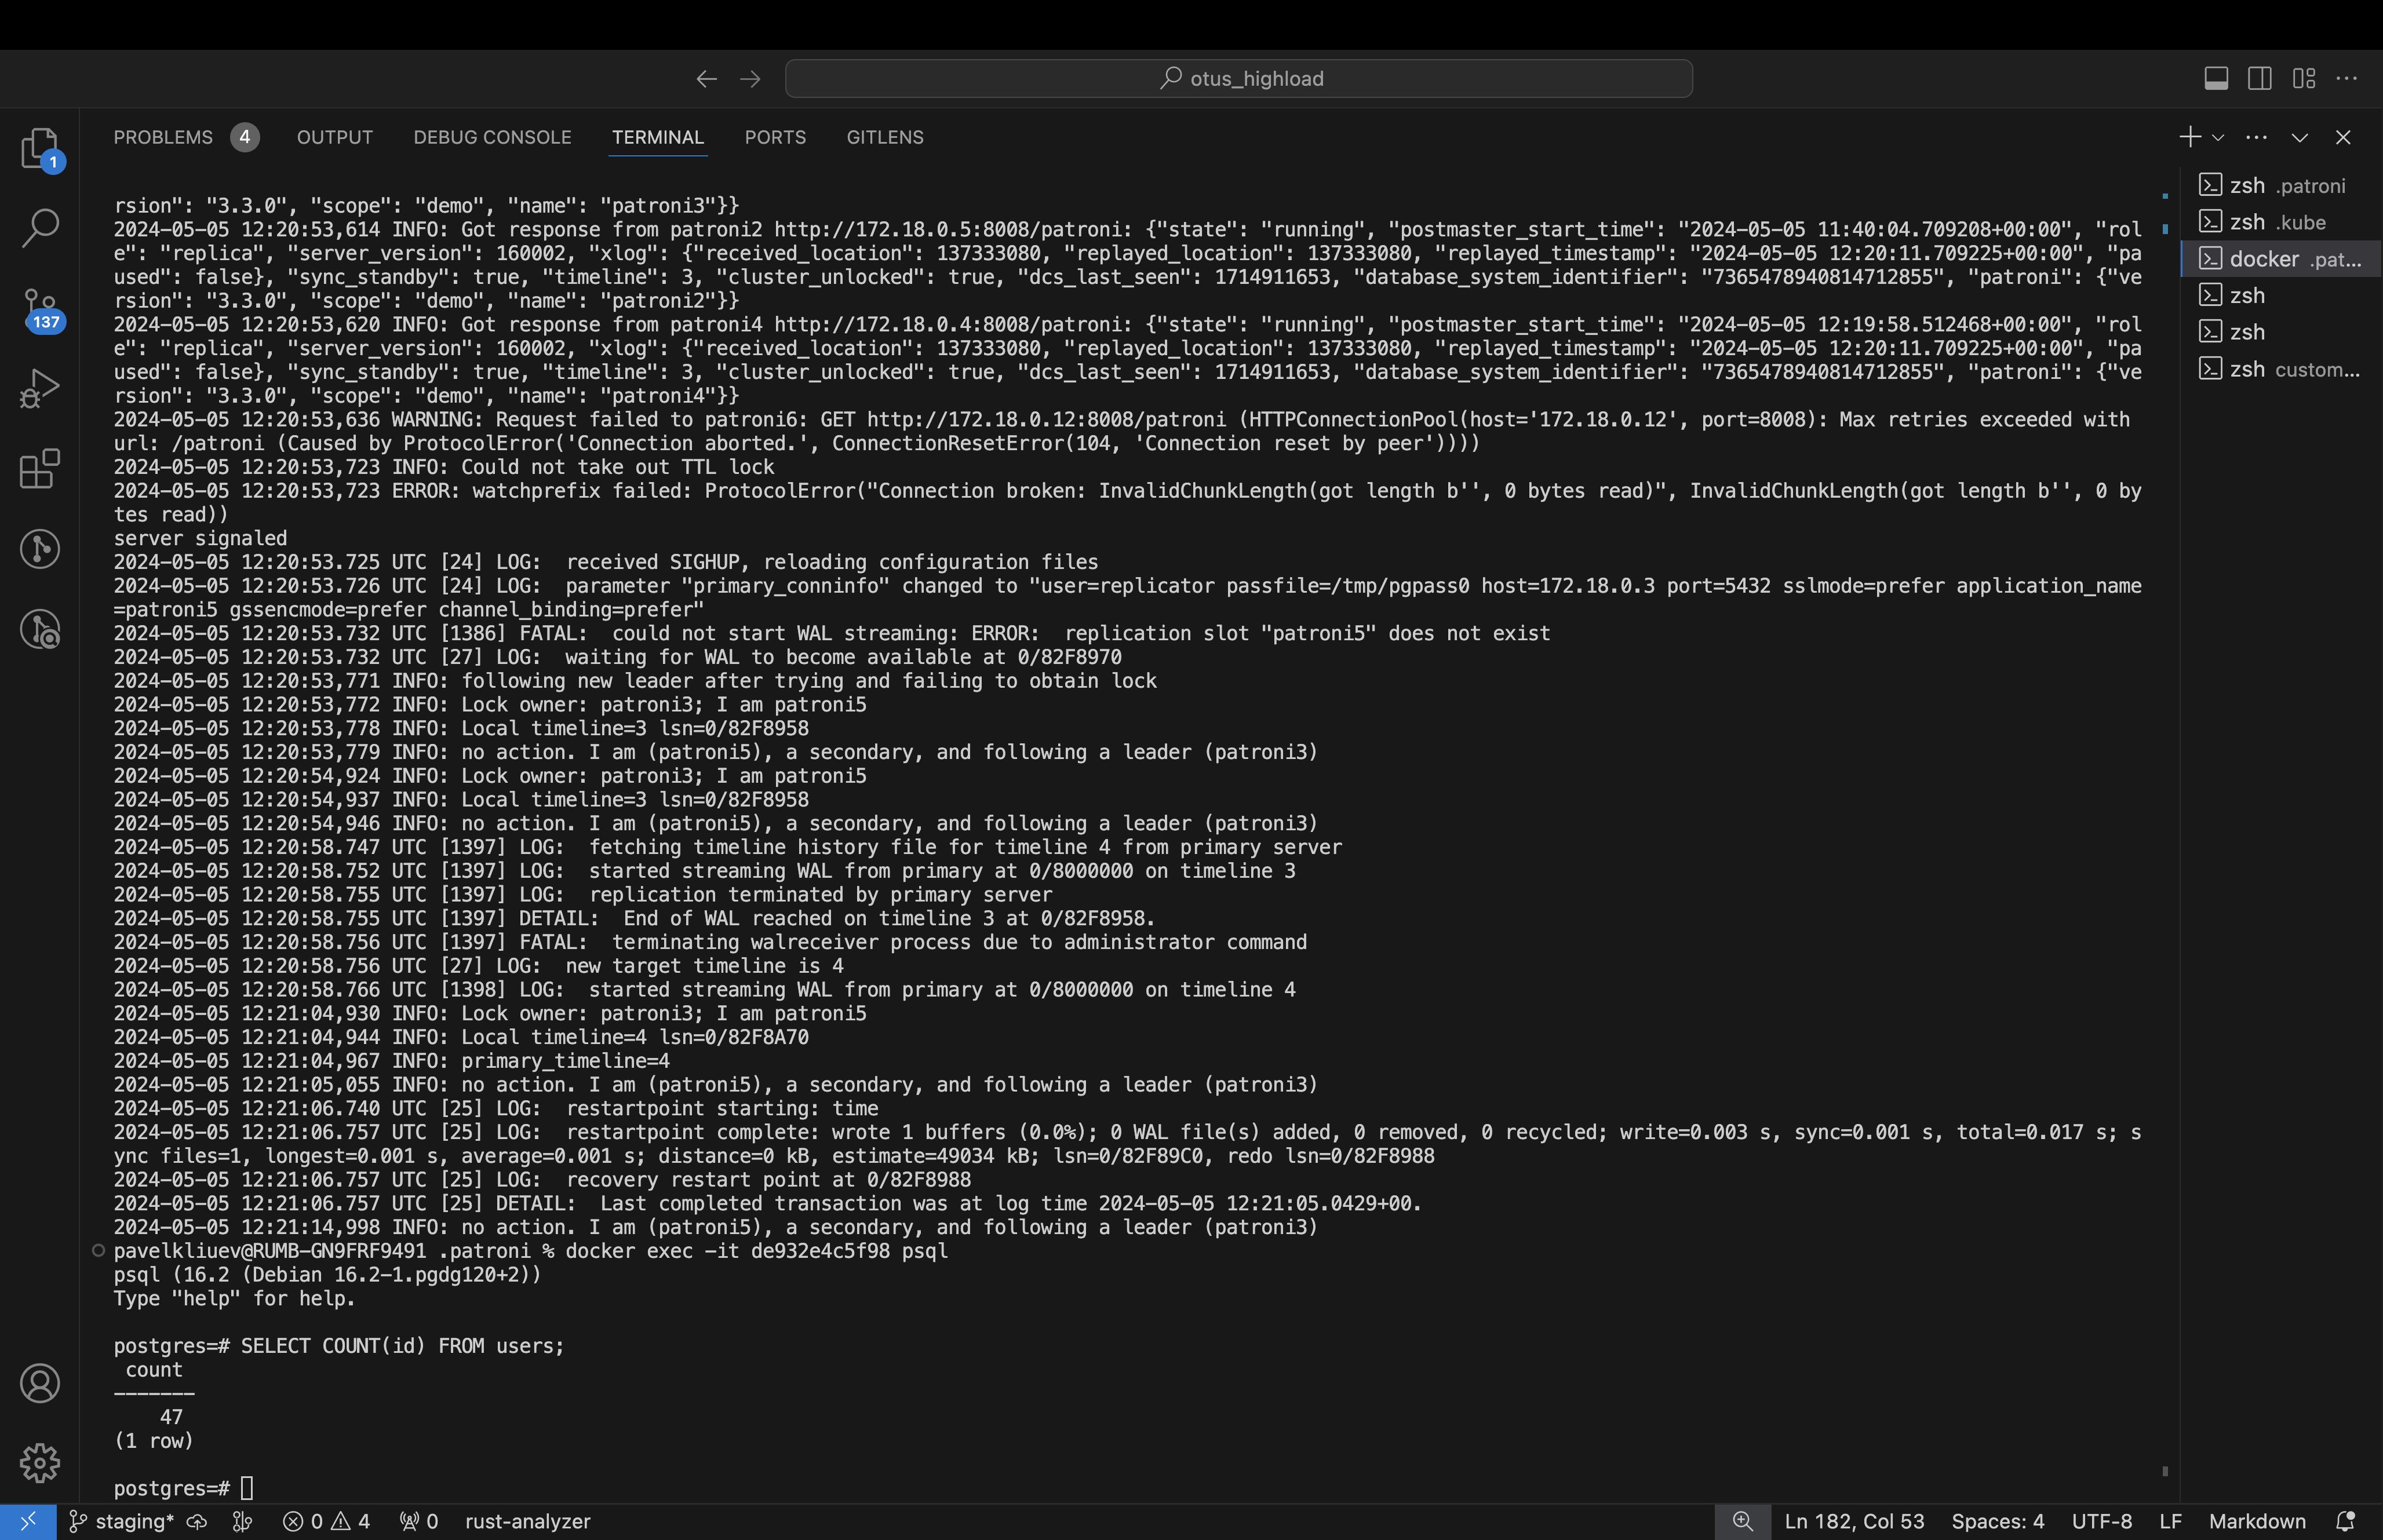 otus_highload
PROBLEMS 4 OUTPUT DEBUG CONSOLE TERMINAL PORTS GITLENS
1
137
rsion": "3.3.0", "scope": "demo", "name": "patroni3"}}
2024-05-05 12:20:53,614 INFO: Got response from patroni2 http://172.18.0.5:8008/patroni: {"state": "running", "postmaster_start_time": "2024-05-05 11:40:04.709208+00:00", "rol
e": "replica", "server_version": 160002, "xlog": {"received_location": 137333080, "replayed_location": 137333080, "replayed_timestamp": "2024-05-05 12:20:11.709225+00:00", "pa
used": false}, "sync_standby": true, "timeline": 3, "cluster_unlocked": true, "dcs_last_seen": 1714911653, "database_system_identifier": "7365478940814712855", "patroni": {"ve
rsion": "3.3.0", "scope": "demo", "name": "patroni2"}}
2024-05-05 12:20:53,620 INFO: Got response from patroni4 http://172.18.0.4:8008/patroni: {"state": "running", "postmaster_start_time": "2024-05-05 12:19:58.512468+00:00", "rol
e": "replica", "server_version": 160002, "xlog": {"received_location": 137333080, "replayed_location": 137333080, "replayed_timestamp": "2024-05-05 12:20:11.709225+00:00", "pa
used": false}, "sync_standby": true, "timeline": 3, "cluster_unlocked": true, "dcs_last_seen": 1714911653, "database_system_identifier": "7365478940814712855", "patroni": {"ve
rsion": "3.3.0", "scope": "demo", "name": "patroni4"}}
2024-05-05 12:20:53,636 WARNING: Request failed to patroni6: GET http://172.18.0.12:8008/patroni (HTTPConnectionPool(host='172.18.0.12', port=8008): Max retries exceeded with
url: /patroni (Caused by ProtocolError('Connection aborted.', ConnectionResetError(104, 'Connection reset by peer'))))
2024-05-05 12:20:53,723 INFO: Could not take out TTL lock
2024-05-05 12:20:53,723 ERROR: watchprefix failed: ProtocolError("Connection broken: InvalidChunkLength(got length b'', 0 bytes read)", InvalidChunkLength(got length b'', 0 by
tes read))
server signaled
2024-05-05 12:20:53.725 UTC [24] LOG:  received SIGHUP, reloading configuration files
2024-05-05 12:20:53.726 UTC [24] LOG:  parameter "primary_conninfo" changed to "user=replicator passfile=/tmp/pgpass0 host=172.18.0.3 port=5432 sslmode=prefer application_name
=patroni5 gssencmode=prefer channel_binding=prefer"
2024-05-05 12:20:53.732 UTC [1386] FATAL:  could not start WAL streaming: ERROR:  replication slot "patroni5" does not exist
2024-05-05 12:20:53.732 UTC [27] LOG:  waiting for WAL to become available at 0/82F8970
2024-05-05 12:20:53,771 INFO: following new leader after trying and failing to obtain lock
2024-05-05 12:20:53,772 INFO: Lock owner: patroni3; I am patroni5
2024-05-05 12:20:53,778 INFO: Local timeline=3 lsn=0/82F8958
2024-05-05 12:20:53,779 INFO: no action. I am (patroni5), a secondary, and following a leader (patroni3)
2024-05-05 12:20:54,924 INFO: Lock owner: patroni3; I am patroni5
2024-05-05 12:20:54,937 INFO: Local timeline=3 lsn=0/82F8958
2024-05-05 12:20:54,946 INFO: no action. I am (patroni5), a secondary, and following a leader (patroni3)
2024-05-05 12:20:58.747 UTC [1397] LOG:  fetching timeline history file for timeline 4 from primary server
2024-05-05 12:20:58.752 UTC [1397] LOG:  started streaming WAL from primary at 0/8000000 on timeline 3
2024-05-05 12:20:58.755 UTC [1397] LOG:  replication terminated by primary server
2024-05-05 12:20:58.755 UTC [1397] DETAIL:  End of WAL reached on timeline 3 at 0/82F8958.
2024-05-05 12:20:58.756 UTC [1397] FATAL:  terminating walreceiver process due to administrator command
2024-05-05 12:20:58.756 UTC [27] LOG:  new target timeline is 4
2024-05-05 12:20:58.766 UTC [1398] LOG:  started streaming WAL from primary at 0/8000000 on timeline 4
2024-05-05 12:21:04,930 INFO: Lock owner: patroni3; I am patroni5
2024-05-05 12:21:04,944 INFO: Local timeline=4 lsn=0/82F8A70
2024-05-05 12:21:04,967 INFO: primary_timeline=4
2024-05-05 12:21:05,055 INFO: no action. I am (patroni5), a secondary, and following a leader (patroni3)
2024-05-05 12:21:06.740 UTC [25] LOG:  restartpoint starting: time
2024-05-05 12:21:06.757 UTC [25] LOG:  restartpoint complete: wrote 1 buffers (0.0%); 0 WAL file(s) added, 0 removed, 0 recycled; write=0.003 s, sync=0.001 s, total=0.017 s; s
ync files=1, longest=0.001 s, average=0.001 s; distance=0 kB, estimate=49034 kB; lsn=0/82F89C0, redo lsn=0/82F8988
2024-05-05 12:21:06.757 UTC [25] LOG:  recovery restart point at 0/82F8988
2024-05-05 12:21:06.757 UTC [25] DETAIL:  Last completed transaction was at log time 2024-05-05 12:21:05.0429+00.
2024-05-05 12:21:14,998 INFO: no action. I am (patroni5), a secondary, and following a leader (patroni3)
pavelkliuev@RUMB-GN9FRF9491 .patroni % docker exec -it de932e4c5f98 psql
psql (16.2 (Debian 16.2-1.pgdg120+2))
Type "help" for help.
postgres=# SELECT COUNT(id) FROM users;
count
-------
47
(1 row)
postgres=#
zsh .patroni
zsh .kube
docker .pat...
zsh
zsh
zsh custom...
staging* 0 4 0 rust-analyzer Ln 182, Col 53 Spaces: 4 UTF-8 LF Markdown